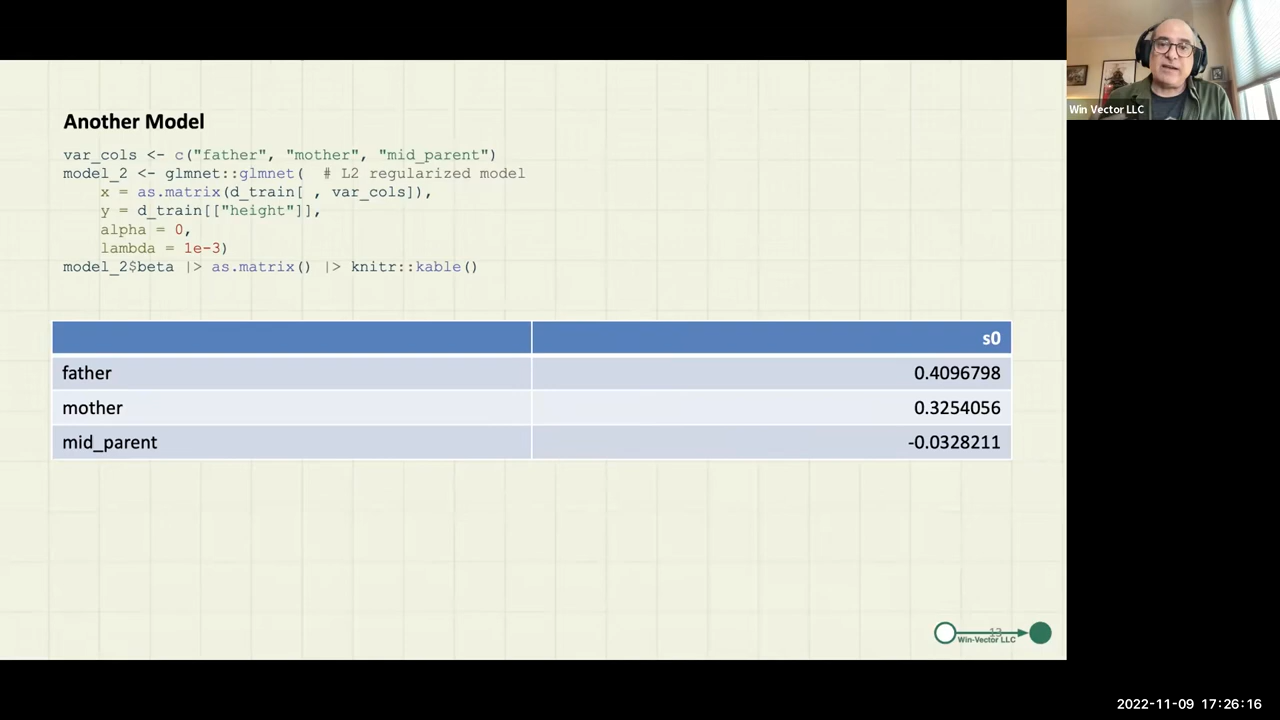 Another Model
var_cols <- c("father", "mother", "mid_parent")
model_2 <- glmnet::glmnet(  # L2 regularized model
    x = as.matrix(d_train[ , var_cols]),
    y = d_train[["height"]],
    alpha = 0,
    lambda = 1e-3)
model_2$beta |> as.matrix() |> knitr::kable()
s0
father 0.4096798
mother 0.3254056
mid_parent -0.0328211
13
Win-Vector LLC
Win Vector LLC
2022-11-09 17:26:16